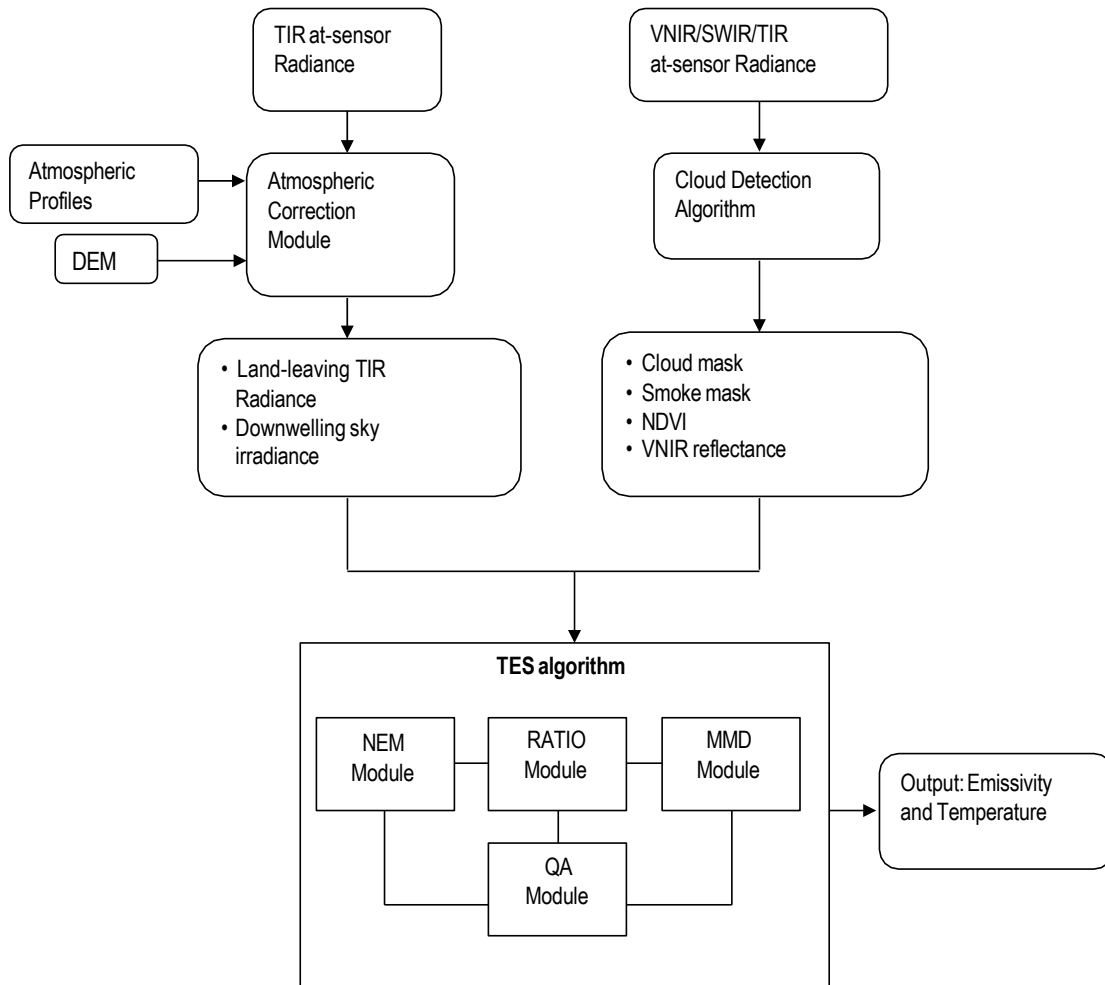 TIR at-sensor
Radiance
VNIR/SWIR/TIR
at-sensor Radiance
Atmospheric
Profiles
DEM
Atmospheric
Correction
Module
Cloud Detection
Algorithm
• Land-leaving TIR
Radiance
• Downwelling sky
irradiance
• Cloud mask
• Smoke mask
• NDVI
• VNIR reflectance
TES algorithm
NEM
Module
RATIO
Module
MMD
Module
QA
Module
Output: Emissivity
and Temperature